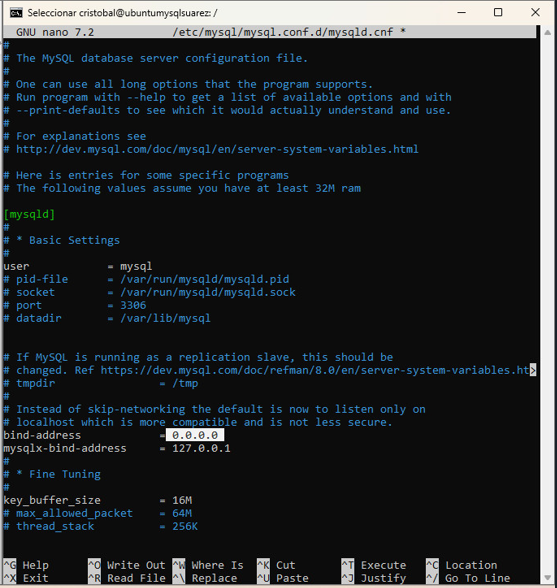 Seleccionar cristobal@ubuntumysqlsuarez: /
GNU nano 7.2 /etc/mysql/mysql.conf.d/mysqld.cnf *
#
# The MySQL database server configuration file.
#
# One can use all long options that the program supports.
# Run program with --help to get a list of available options and with
# --print-defaults to see which it would actually understand and use.
#
# For explanations see
# http://dev.mysql.com/doc/mysql/en/server-system-variables.html

# Here is entries for some specific programs
# The following values assume you have at least 32M ram

[mysqld]
#
# * Basic Settings
#
user = mysql
# pid-file = /var/run/mysqld/mysqld.pid
# socket = /var/run/mysqld/mysqld.sock
# port = 3306
# datadir = /var/lib/mysql

# If MySQL is running as a replication slave, this should be
# changed. Ref https://dev.mysql.com/doc/refman/8.0/en/server-system-variables.ht>
# tmpdir = /tmp
#
# Instead of skip-networking the default is now to listen only on
# localhost which is more compatible and is not less secure.
bind-address = 0.0.0.0
mysqlx-bind-address = 127.0.0.1
#
# * Fine Tuning
#
key_buffer_size = 16M
# max_allowed_packet = 64M
# thread_stack = 256K

^G Help ^O Write Out ^W Where Is ^K Cut ^T Execute ^C Location
^X Exit ^R Read File ^\ Replace ^U Paste ^J Justify ^/ Go To Line